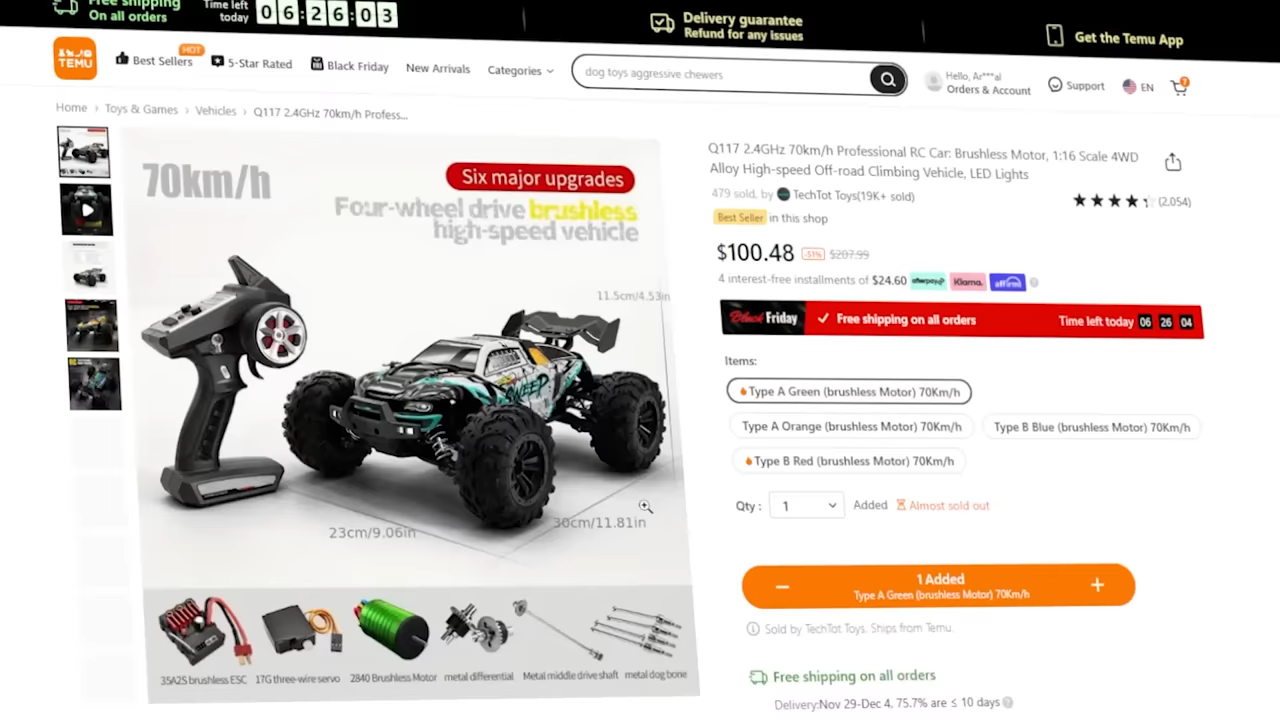 Free shipping
On all orders
Time left today
06:26:03
Delivery guarantee
Refund for any issues
Get the Temu App
TEMU
Best Sellers
HOT
5-Star Rated
Black Friday
New Arrivals
Categories
dog toys aggressive chewers
Hello, Ar***al
Orders & Account
Support
EN
7
Home › Toys & Games › Vehicles › Q117 2.4GHz 70km/h Profess...
70km/h
Six major upgrades
Four-wheel drive brushless
high-speed vehicle
11.5cm/4.53in
SWEEP
23cm/9.06in
30cm/11.81in
35A2S brushless ESC
17G three-wire servo
2840 Brushless Motor
metal differential
Metal middle drive shaft
metal dog bone
Q117 2.4GHz 70km/h Professional RC Car: Brushless Motor, 1:16 Scale 4WD
Alloy High-speed Off-road Climbing Vehicle, LED Lights
479 sold, by TechTot Toys(19K+ sold)
(2,054)
Best Seller in this shop
$100.48 -51% $207.99
4 interest-free installments of $24.60 afterpay Klarna. affirm
Black Friday
Free shipping on all orders
Time left today 06 26 04
Items:
Type A Green (brushless Motor) 70Km/h
Type A Orange (brushless Motor) 70Km/h
Type B Blue (brushless Motor) 70Km/h
Type B Red (brushless Motor) 70Km/h
Qty : 1 Added Almost sold out
− 1 Added +
Type A Green (brushless Motor) 70Km/h
Sold by TechTot Toys. Ships from Temu.
Free shipping on all orders
Delivery:Nov 29-Dec 4, 75.7% are ≤ 10 days